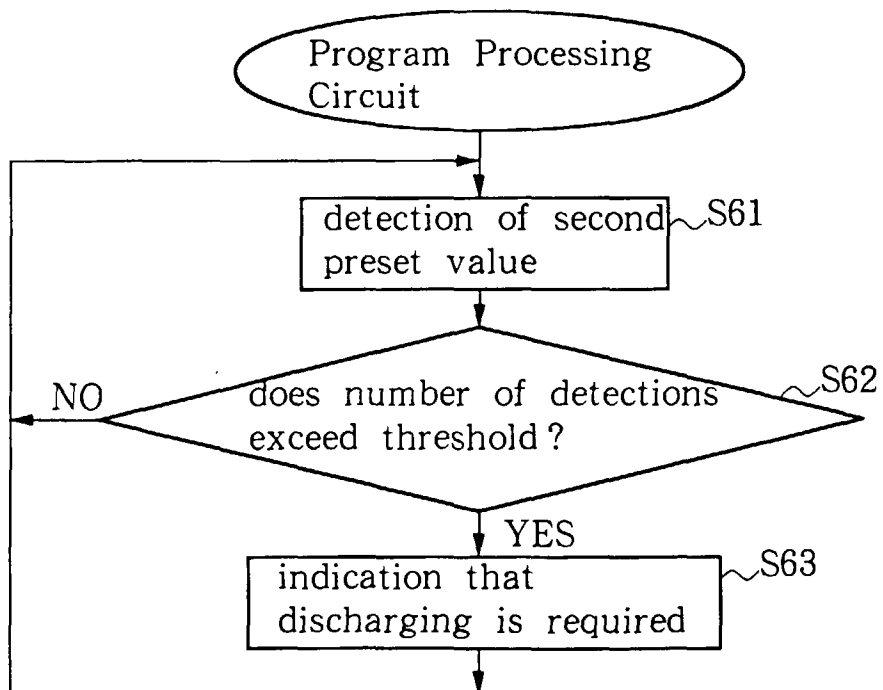 Program Processing
Circuit
detection of second
preset value
S61
does number of detections
exceed threshold?
S62
NO
YES
indication that
discharging is required
S63